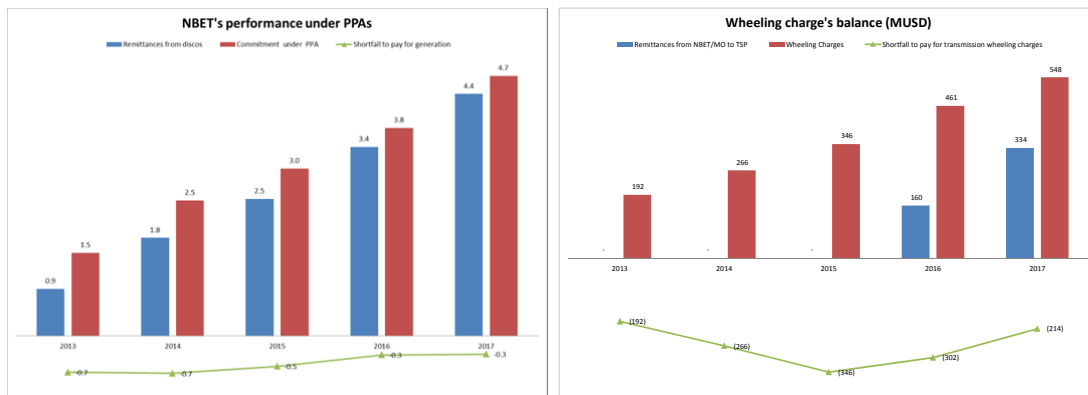 NBET's performance under PPAs
Remittances from discos Commitment under PPA Shortfall to pay for generation
4.7
4.4
3.8
3.4
3.0
2.5 2.5
1.8
1.5
0.9
2013 2014 2015 2016 2017
-0.7 -0.7 -0.5 -0.3 -0.3
Wheeling charge's balance (MUSD)
Remittances from NBET/MO to TSP Wheeling Charges Shortfall to pay for transmission wheeling charges
548
461
346 334
266
192 160
- - -
2013 2014 2015 2016 2017
(192) (266) (346) (302) (214)